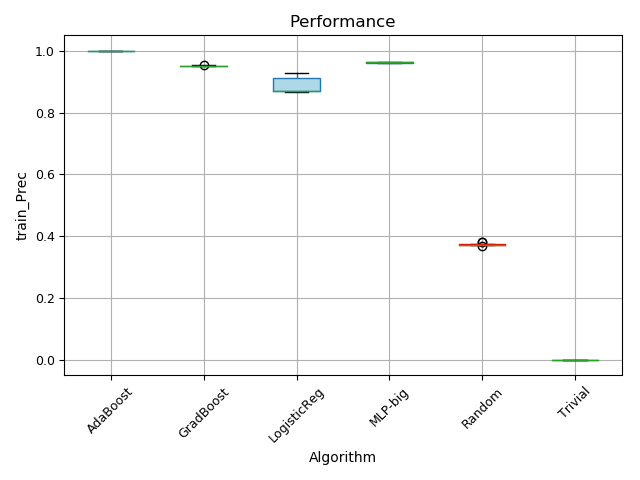 Performance
1.0
0.8
0.6
0.4
0.2
0.0
train_Prec
AdaBoost
GradBoost
LogisticReg
MLP-big
Random
Trivial
Algorithm